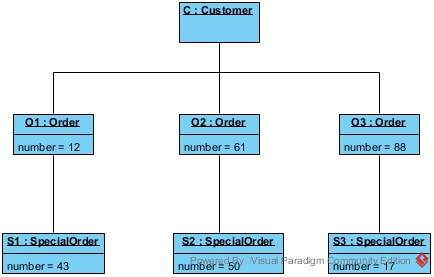 C : Customer
O1 : Order
number = 12
O2 : Order
number = 61
O3 : Order
number = 88
S1 : SpecialOrder
number = 43
S2 : SpecialOrder
number = 50
S3 : SpecialOrder
number = 17
Powered By Visual Paradigm Community Edition